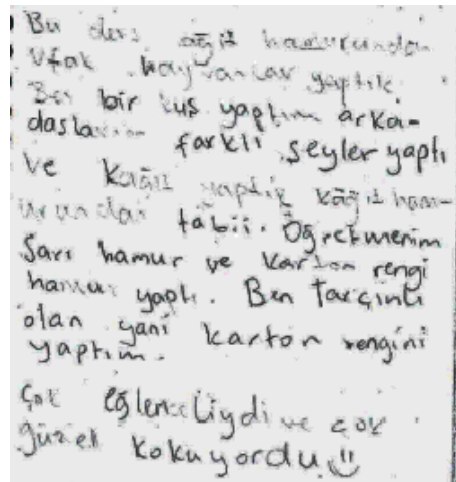 Bu ders kağıt hamurundan
Ufak hayvanlar yaptık
Ben bir kuş yaptım arka-
daşlarım farklı şeyler yaptı
ve kağıt yaptık kâğıt ham-
urundan tabii. Öğretmenim
Sarı hamur ve karton rengi
hamur yaptı. Ben Tarçınlı
olan yani karton rengini
yaptım.
Çok eğlenceliydi ve çok
güzel kokuyordu